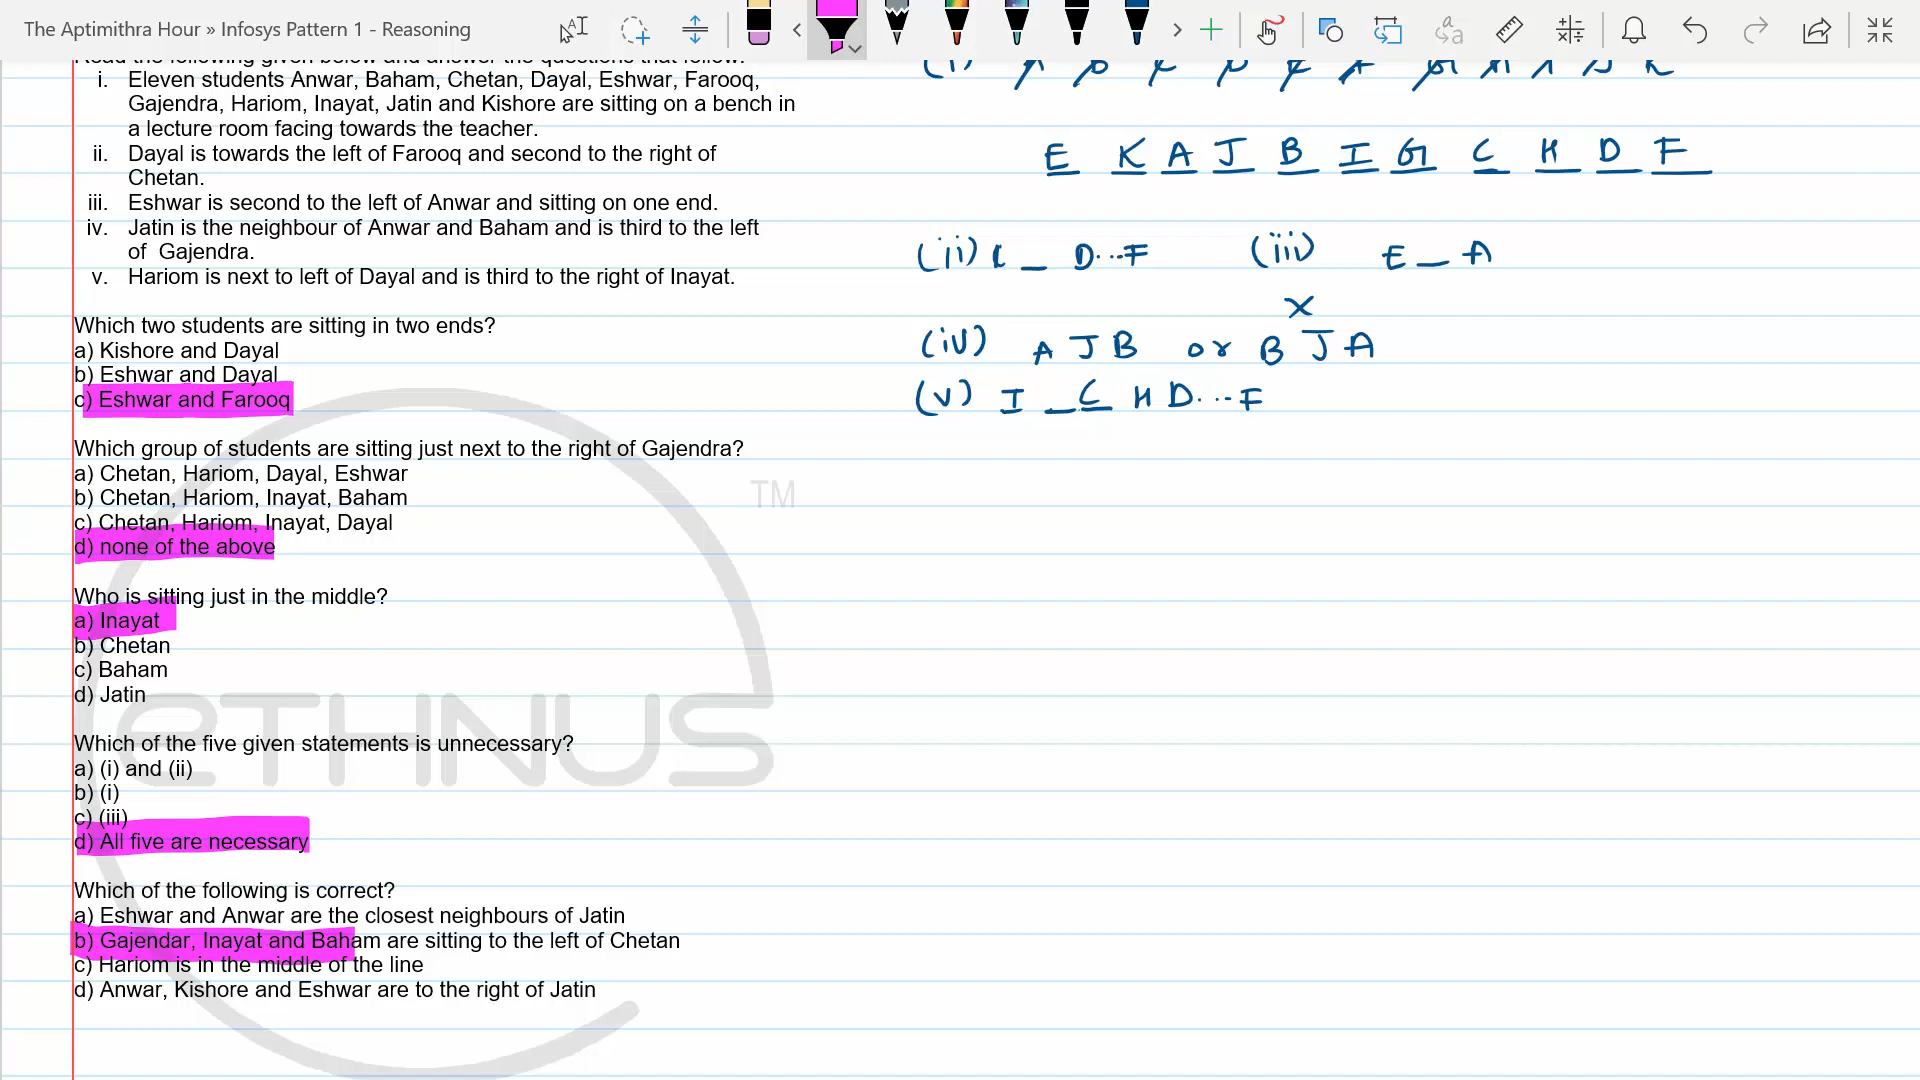 The Aptimithra Hour » Infosys Pattern 1 - Reasoning
Read the following given below and answer the questions that follow.
i. Eleven students Anwar, Baham, Chetan, Dayal, Eshwar, Farooq,
Gajendra, Hariom, Inayat, Jatin and Kishore are sitting on a bench in
a lecture room facing towards the teacher.
ii. Dayal is towards the left of Farooq and second to the right of
Chetan.
iii. Eshwar is second to the left of Anwar and sitting on one end.
iv. Jatin is the neighbour of Anwar and Baham and is third to the left
of Gajendra.
v. Hariom is next to left of Dayal and is third to the right of Inayat.
Which two students are sitting in two ends?
a) Kishore and Dayal
b) Eshwar and Dayal
c) Eshwar and Farooq
Which group of students are sitting just next to the right of Gajendra?
a) Chetan, Hariom, Dayal, Eshwar
b) Chetan, Hariom, Inayat, Baham
c) Chetan, Hariom, Inayat, Dayal
d) none of the above
Who is sitting just in the middle?
a) Inayat
b) Chetan
c) Baham
d) Jatin
Which of the five given statements is unnecessary?
a) (i) and (ii)
b) (i)
c) (iii)
d) All five are necessary
Which of the following is correct?
a) Eshwar and Anwar are the closest neighbours of Jatin
b) Gajendar, Inayat and Baham are sitting to the left of Chetan
c) Hariom is in the middle of the line
d) Anwar, Kishore and Eshwar are to the right of Jatin
ETHNUS
TM
(i) A B C D E F G H I J K
E K A J B I G C H D F
(ii) C _ D...F (iii) E _ A
x
(iv) A J B or B J A
(v) I _ C H D...F